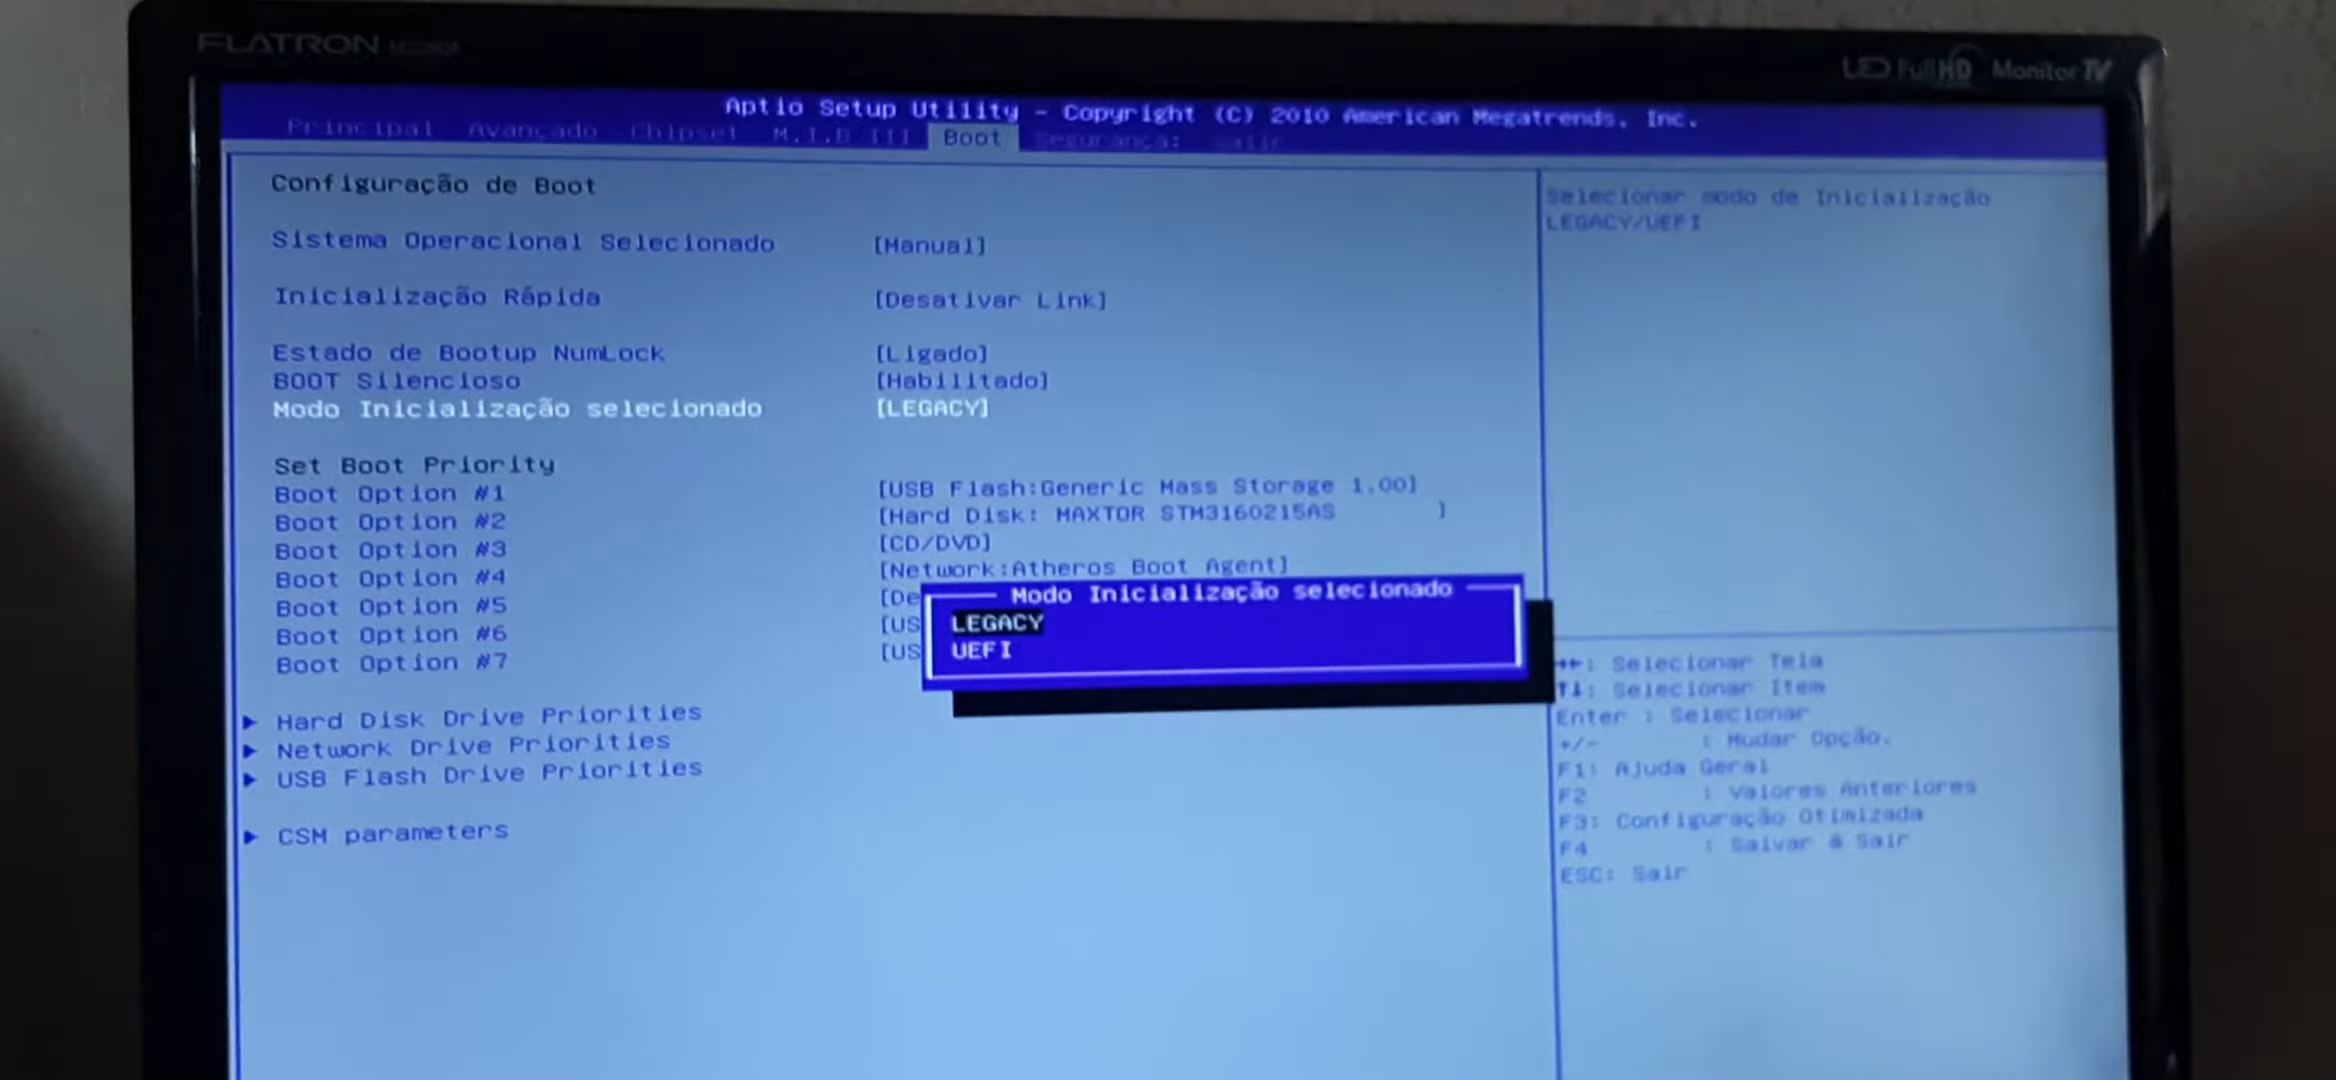 FLATRON
LED Full HD Monitor TV
Aptio Setup Utility - Copyright (C) 2010 American Megatrends, Inc.
Principal Avançado Chipset M.I.B III Boot Segurança: sair
Configuração de Boot
Selecionar modo de Inicialização
LEGACY/UEFI
Sistema Operacional Selecionado [Manual]
Inicialização Rápida [Desativar Link]
Estado de Bootup NumLock [Ligado]
BOOT Silencioso [Habilitado]
Modo Inicialização selecionado [LEGACY]
Set Boot Priority
Boot Option #1 [USB Flash:Generic Mass Storage 1.00]
Boot Option #2 [Hard Disk: MAXTOR STM3160215AS ]
Boot Option #3 [CD/DVD]
Boot Option #4 [Network:Atheros Boot Agent]
Boot Option #5 [De
Boot Option #6 [US
Boot Option #7 [US
Modo Inicialização selecionado
LEGACY
UEFI
Hard Disk Drive Priorities
Network Drive Priorities
USB Flash Drive Priorities
CSM parameters
→←: Selecionar Tela
↑↓: Selecionar Item
Enter : Selecionar
+/- : Mudar Opção.
F1: Ajuda Geral
F2 : Valores Anteriores
F3: Configuração Otimizada
F4 : Salvar & Sair
ESC: Sair